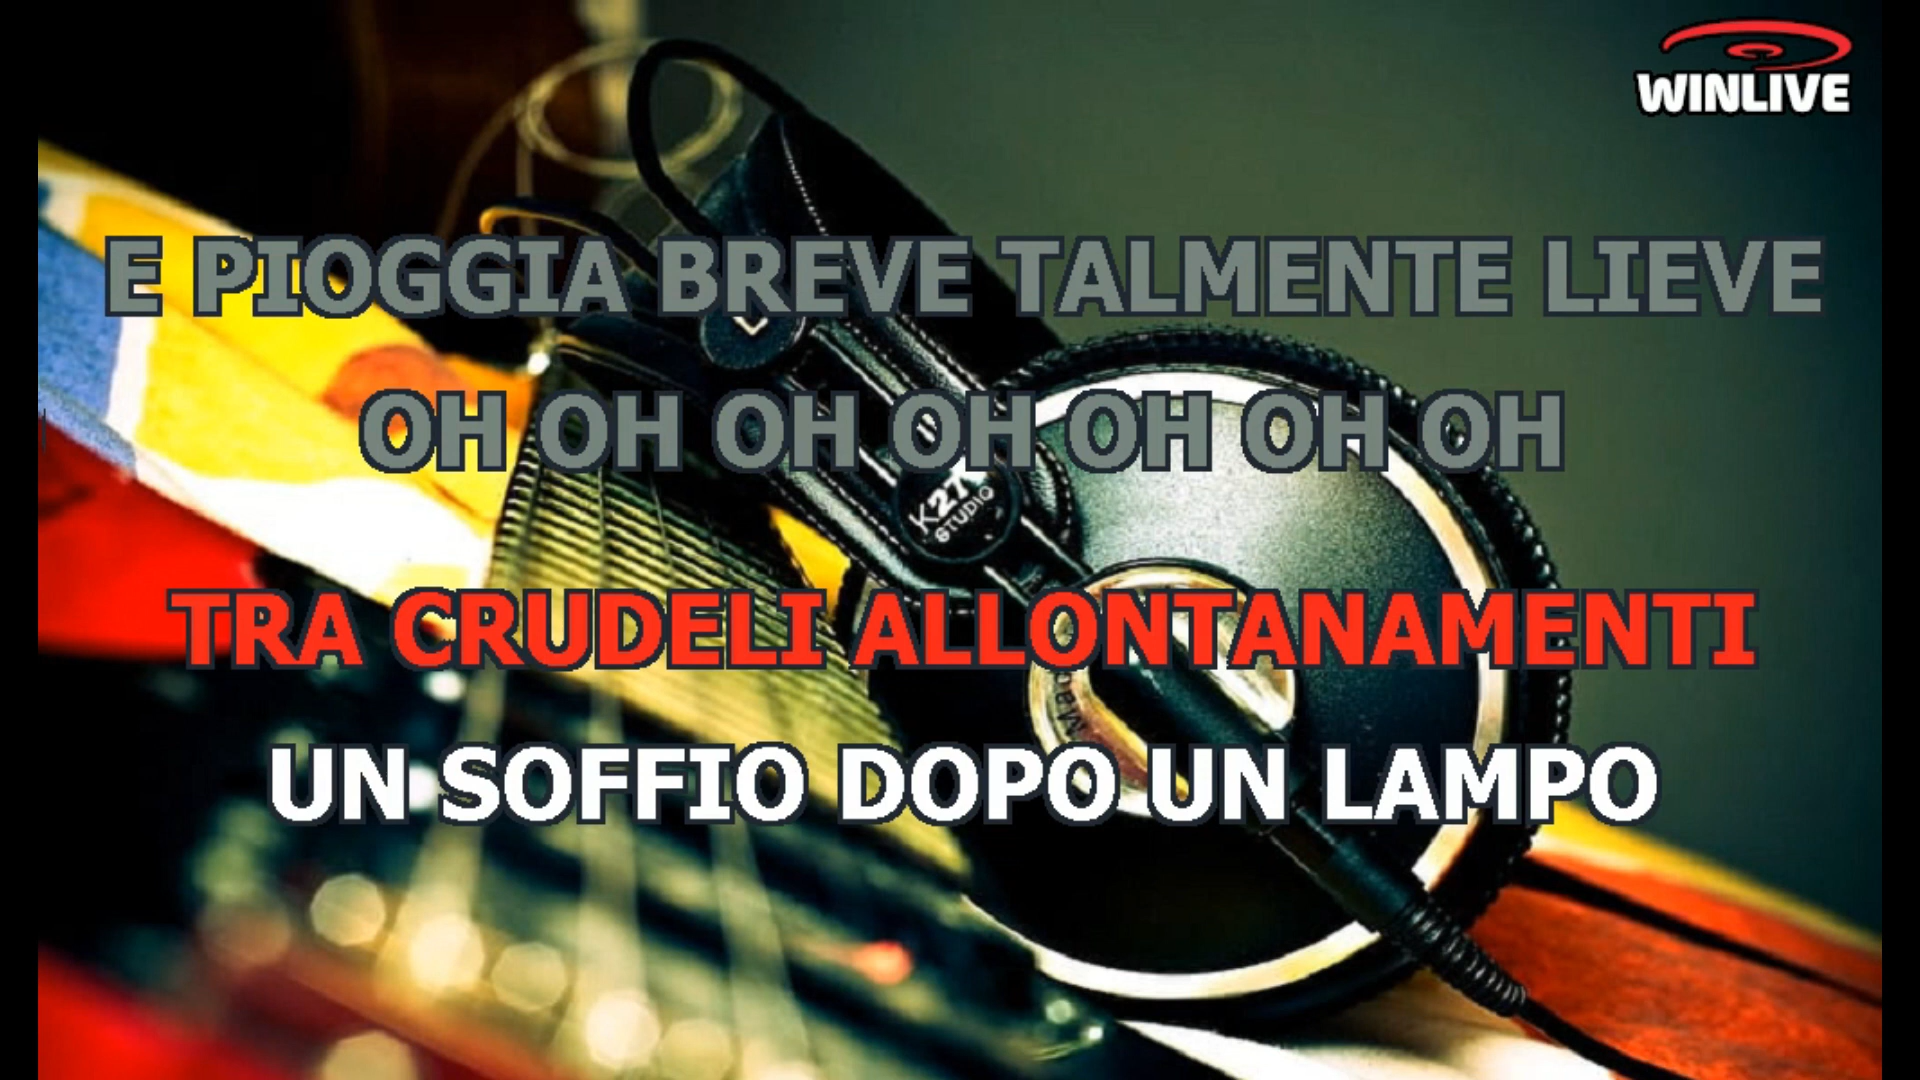 WINLIVE
E PIOGGIA BREVE TALMENTE LIEVE
OH OH OH OH OH OH OH
K27
STUDIO
TRA CRUDELI ALLONTANAMENTI
UN SOFFIO DOPO UN LAMPO